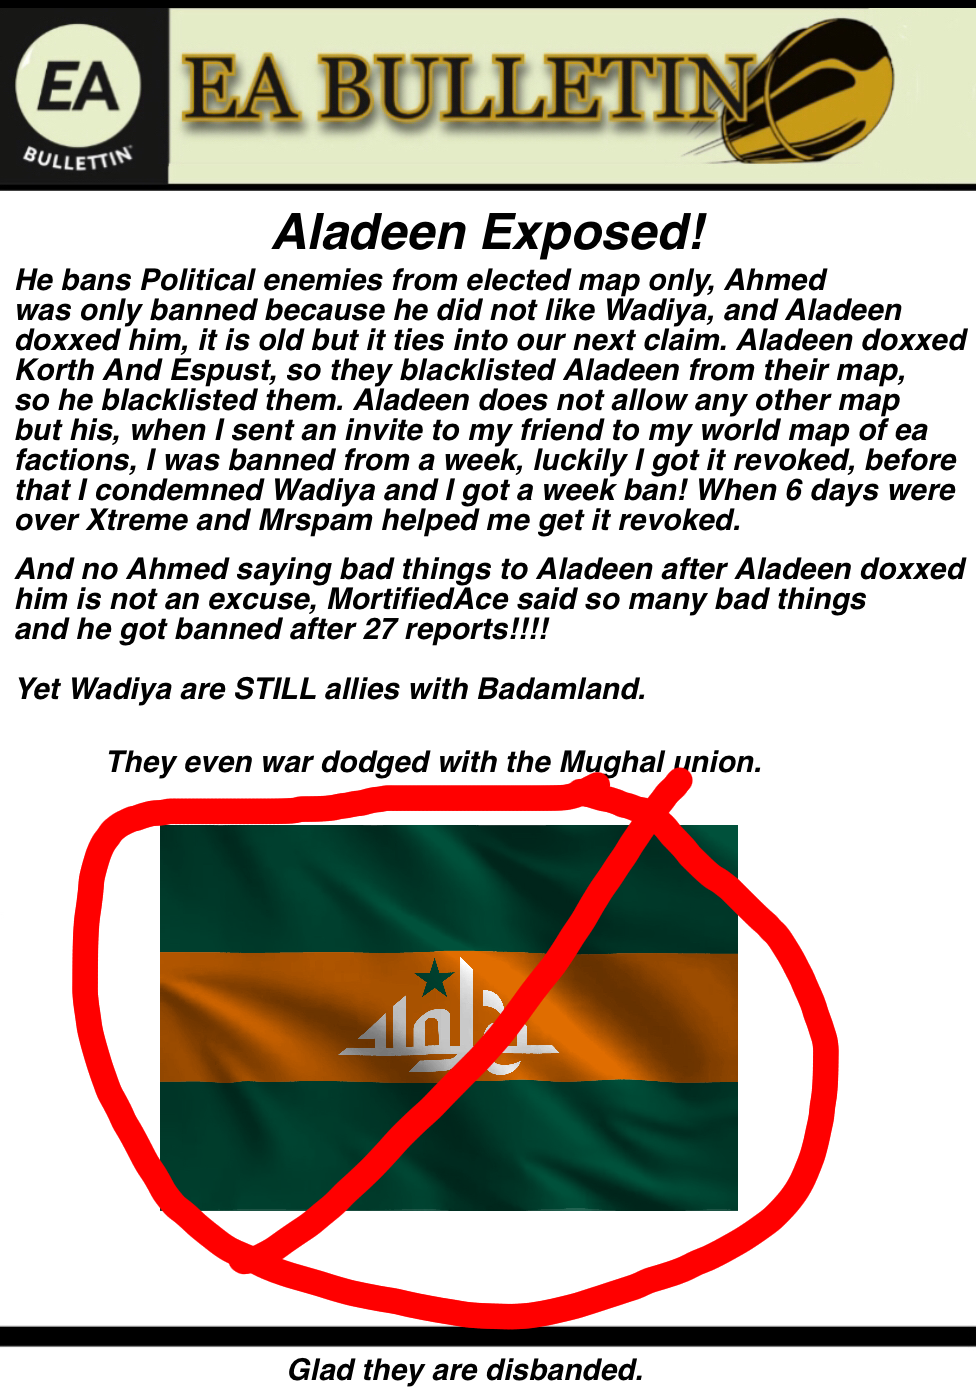 EA
BULLETTIN
EA BULLETIN
Aladeen Exposed!
He bans Political enemies from elected map only, Ahmed
was only banned because he did not like Wadiya, and Aladeen
doxxed him, it is old but it ties into our next claim. Aladeen doxxed
Korth And Espust, so they blacklisted Aladeen from their map,
so he blacklisted them. Aladeen does not allow any other map
but his, when I sent an invite to my friend to my world map of ea
factions, I was banned from a week, luckily I got it revoked, before
that I condemned Wadiya and I got a week ban! When 6 days were
over Xtreme and Mrspam helped me get it revoked.
And no Ahmed saying bad things to Aladeen after Aladeen doxxed
him is not an excuse, MortifiedAce said so many bad things
and he got banned after 27 reports!!!!
Yet Wadiya are STILL allies with Badamland.
They even war dodged with the Mughal union.
Glad they are disbanded.